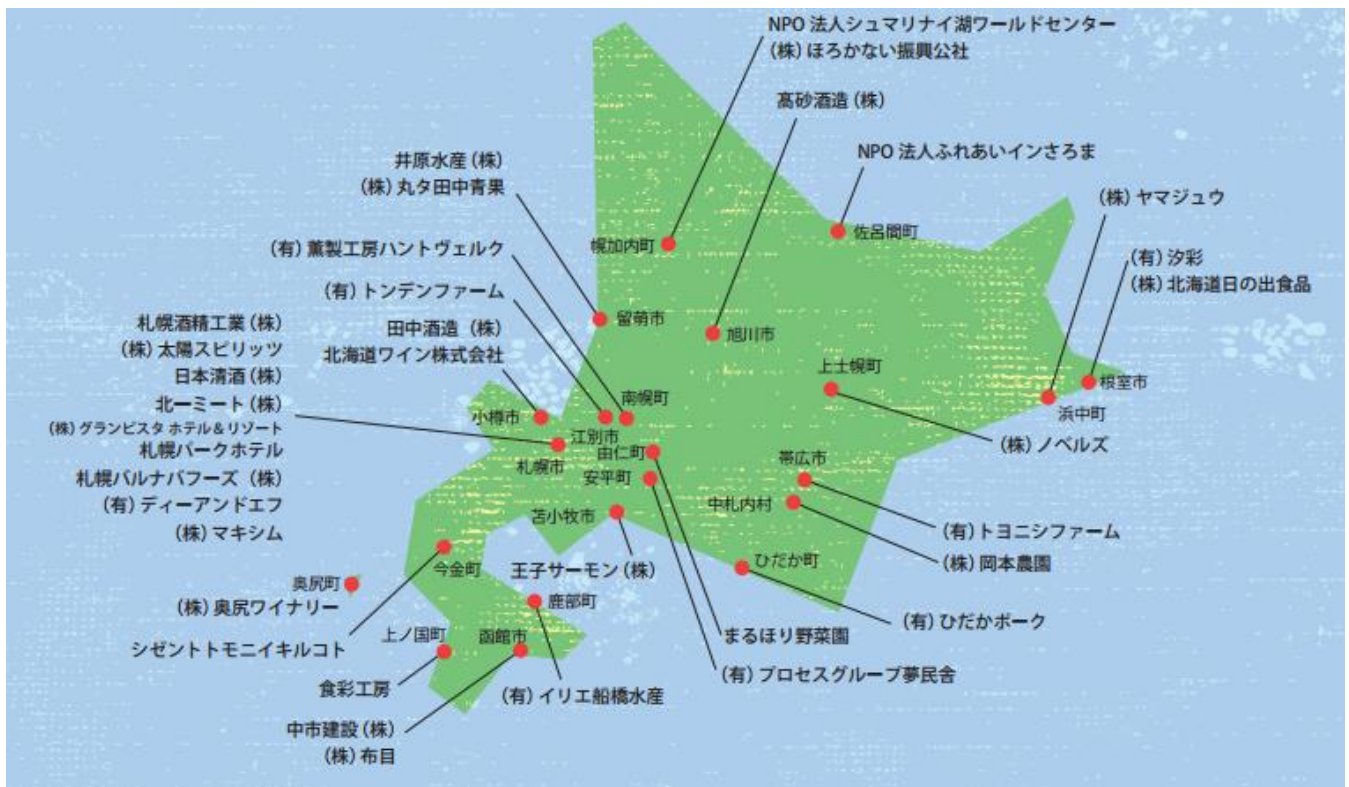 NPO 法人シュマリナイ湖ワールドセンター
(株) ほろかない振興公社
髙砂酒造 (株)
NPO 法人ふれあいインさろま
井原水産 (株)
(株) 丸タ田中青果
(株) ヤマジュウ
幌加内町
佐呂間町
(有) 薫製工房ハントヴェルク
(有) 汐彩
(株) 北海道日の出食品
(有) トンデンファーム
留萌市
旭川市
札幌酒精工業 (株)
(株) 太陽スピリッツ
日本清酒 (株)
北一ミート (株)
(株) グランビスタ ホテル＆リゾート
札幌パークホテル
札幌バルナバフーズ (株)
(有) ディーアンドエフ
(株) マキシム
田中酒造 (株)
北海道ワイン株式会社
上士幌町
根室市
浜中町
小樽市
南幌町
江別市
札幌市
由仁町
安平町
(株) ノベルズ
帯広市
中札内村
苫小牧市
(有) トヨニシファーム
(株) 岡本農園
今金町
王子サーモン (株)
ひだか町
奥尻町
(株) 奥尻ワイナリー
鹿部町
(有) ひだかポーク
まるほり野菜園
シゼントトモニイキルコト
上ノ国町
函館市
(有) プロセスグループ夢民舎
食彩工房
(有) イリエ船橋水産
中市建設 (株)
(株) 布目